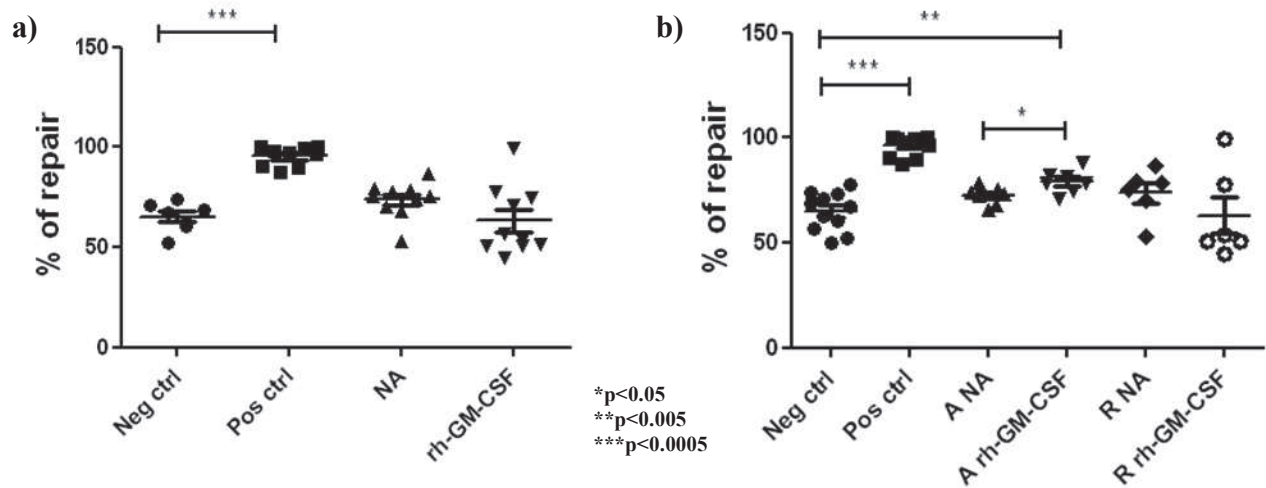 a)
***
150
100
50
0
% of repair
Neg ctrl
Pos ctrl
NA
rh-GM-CSF
*p<0.05
**p<0.005
***p<0.0005
b)
**
***
*
150
100
50
0
% of repair
Neg ctrl
Pos ctrl
A NA
A rh-GM-CSF
R NA
R rh-GM-CSF